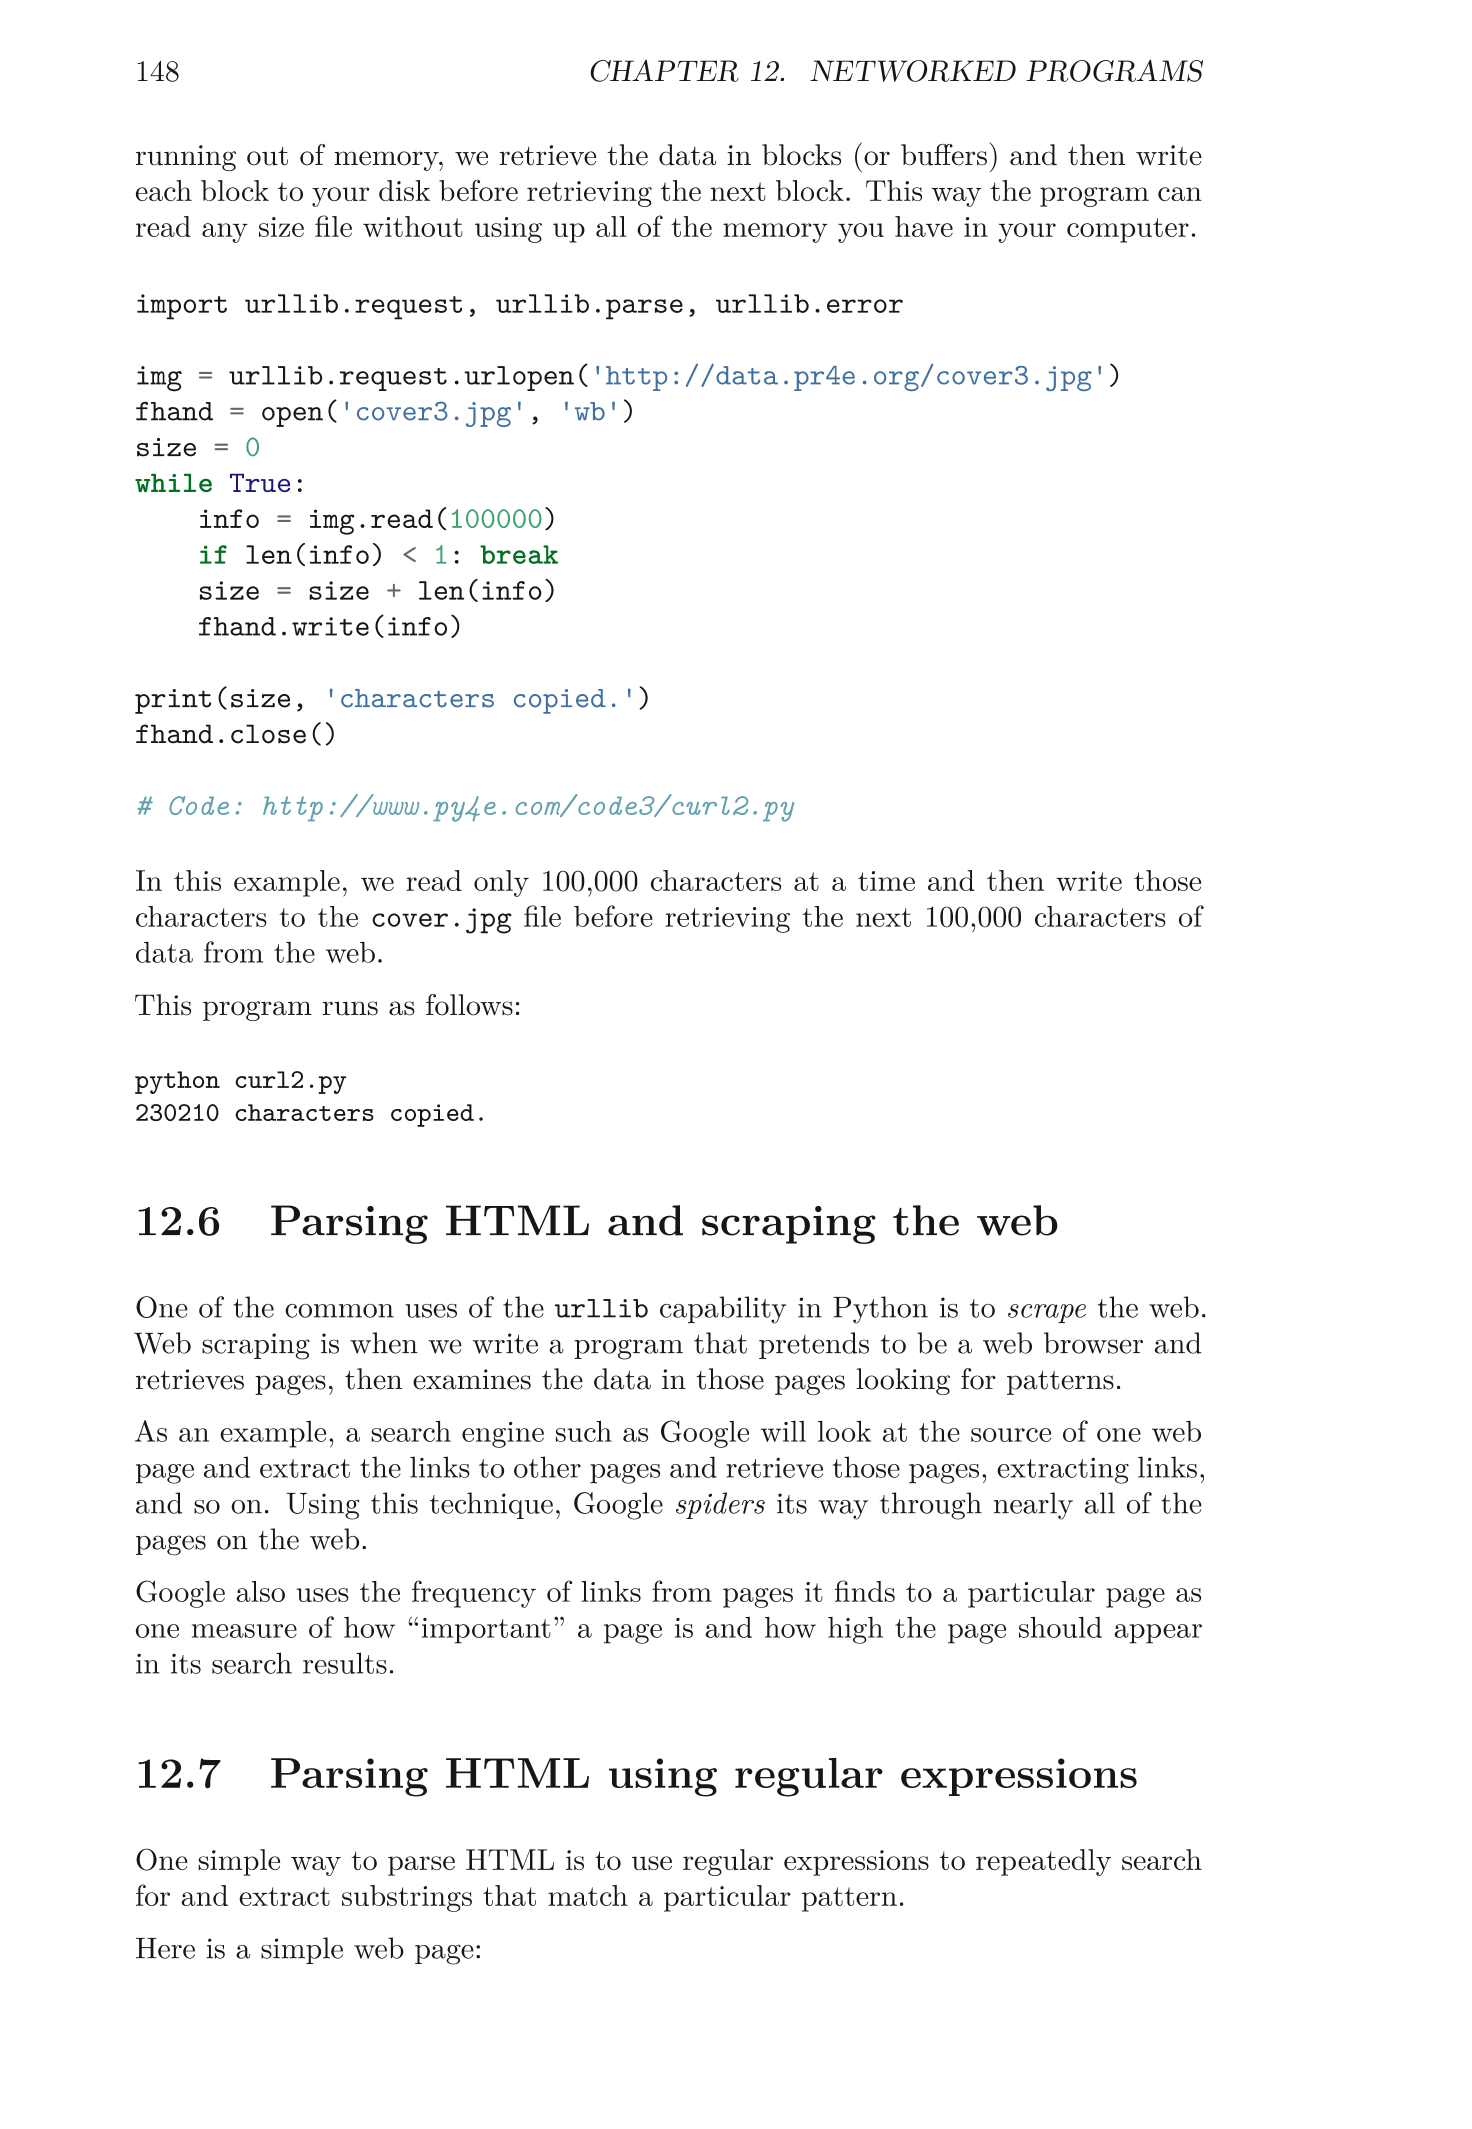 148 CHAPTER 12. NETWORKED PROGRAMS
running out of memory, we retrieve the data in blocks (or buffers) and then write
each block to your disk before retrieving the next block. This way the program can
read any size file without using up all of the memory you have in your computer.
import urllib.request, urllib.parse, urllib.error
img = urllib.request.urlopen('http://data.pr4e.org/cover3.jpg')
fhand = open('cover3.jpg', 'wb')
size = 0
while True:
    info = img.read(100000)
    if len(info) < 1: break
    size = size + len(info)
    fhand.write(info)
print(size, 'characters copied.')
fhand.close()
# Code: http://www.py4e.com/code3/curl2.py
In this example, we read only 100,000 characters at a time and then write those
characters to the cover.jpg file before retrieving the next 100,000 characters of
data from the web.
This program runs as follows:
python curl2.py
230210 characters copied.
12.6 Parsing HTML and scraping the web
One of the common uses of the urllib capability in Python is to scrape the web.
Web scraping is when we write a program that pretends to be a web browser and
retrieves pages, then examines the data in those pages looking for patterns.
As an example, a search engine such as Google will look at the source of one web
page and extract the links to other pages and retrieve those pages, extracting links,
and so on. Using this technique, Google spiders its way through nearly all of the
pages on the web.
Google also uses the frequency of links from pages it finds to a particular page as
one measure of how “important” a page is and how high the page should appear
in its search results.
12.7 Parsing HTML using regular expressions
One simple way to parse HTML is to use regular expressions to repeatedly search
for and extract substrings that match a particular pattern.
Here is a simple web page: